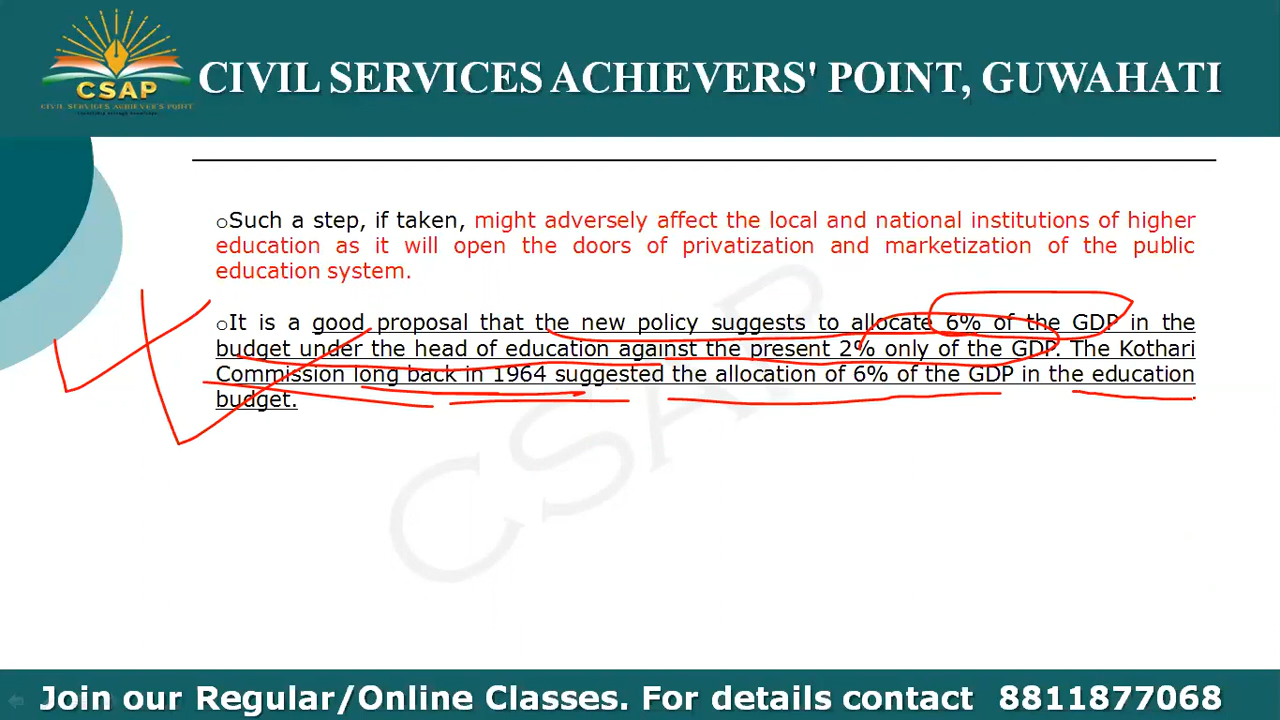 CSAP
CIVIL SERVICES ACHIEVER'S POINT
CIVIL SERVICES ACHIEVERS' POINT, GUWAHATI
oSuch a step, if taken, might adversely affect the local and national institutions of higher
education as it will open the doors of privatization and marketization of the public
education system.
oIt is a good proposal that the new policy suggests to allocate 6% of the GDP in the
budget under the head of education against the present 2% only of the GDP. The Kothari
Commission long back in 1964 suggested the allocation of 6% of the GDP in the education
budget.
CSAP
Join our Regular/Online Classes. For details contact 8811877068